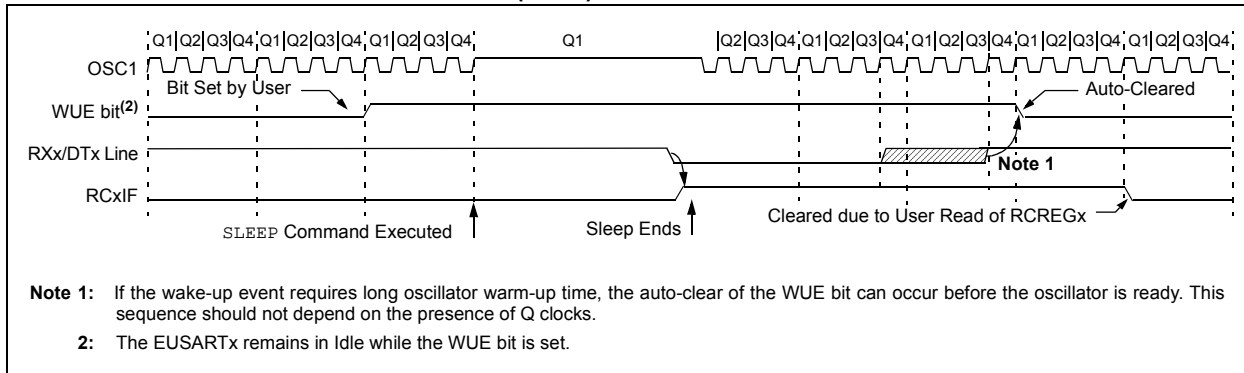 Q1 Q2 Q3 Q4 Q1 Q2 Q3 Q4 Q1 Q2 Q3 Q4 Q1 Q2 Q3 Q4 Q1 Q2 Q3 Q4 Q1 Q2 Q3 Q4 Q1 Q2 Q3 Q4
OSC1
Bit Set by User
Auto-Cleared
WUE bit(2)
RXx/DTx Line
Note 1
RCxIF
Cleared due to User Read of RCREGx
SLEEP Command Executed
Sleep Ends
Note 1: If the wake-up event requires long oscillator warm-up time, the auto-clear of the WUE bit can occur before the oscillator is ready. This
sequence should not depend on the presence of Q clocks.
2: The EUSARTx remains in Idle while the WUE bit is set.